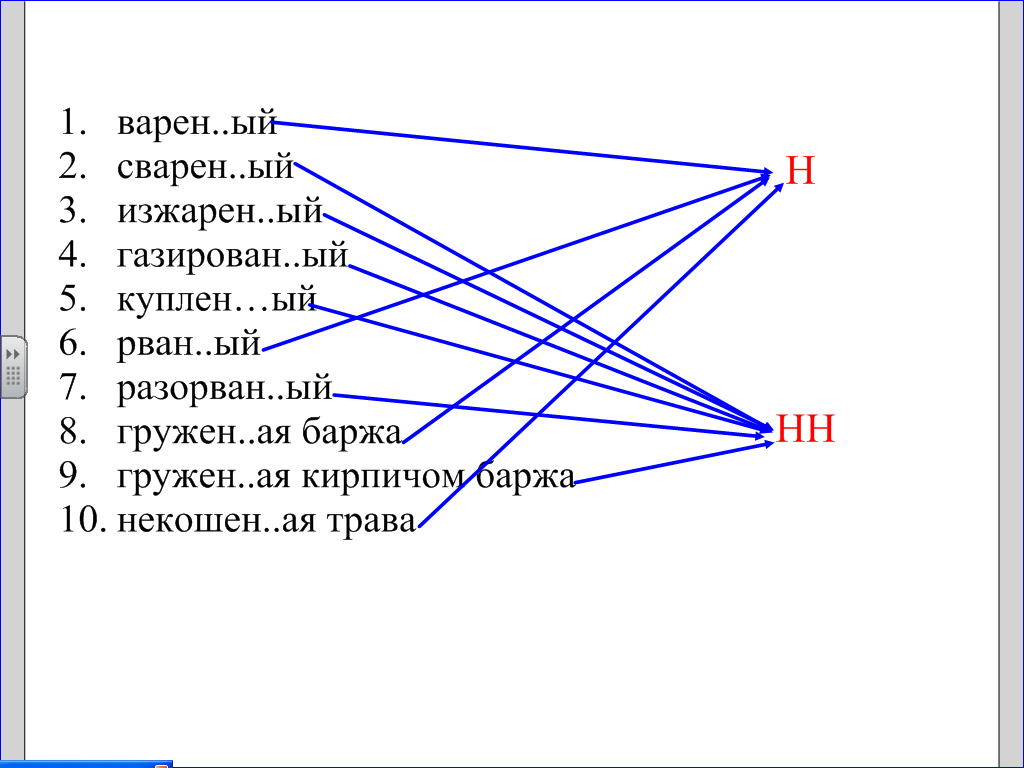 1. варен..ый
2. сварен..ый
3. изжарен..ый
4. газирован..ый
5. куплен…ый
6. рван..ый
7. разорван..ый
8. гружен..ая баржа
9. гружен..ая кирпичом баржа
10. некошен..ая трава
Н
НН